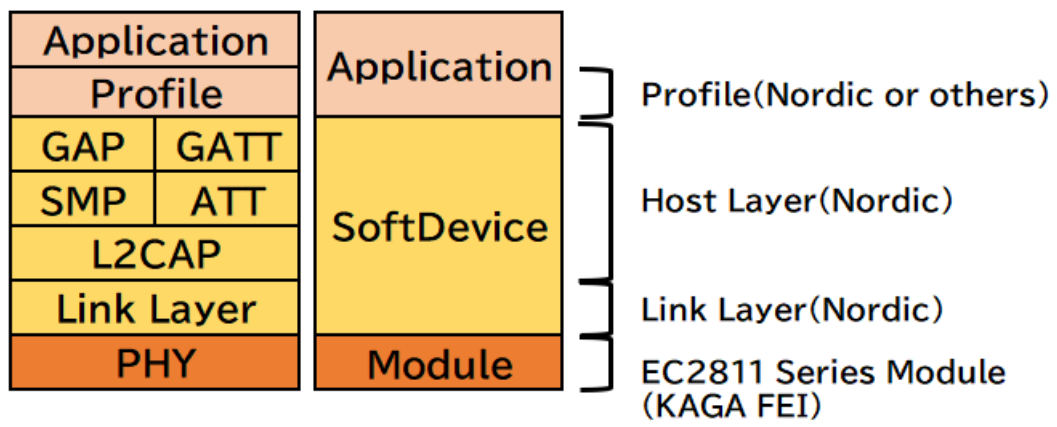 Application
Profile
GAP GATT
SMP ATT
L2CAP
Link Layer
PHY
Application
SoftDevice
Module
Profile(Nordic or others)
Host Layer(Nordic)
Link Layer(Nordic)
EC2811 Series Module
(KAGA FEI)